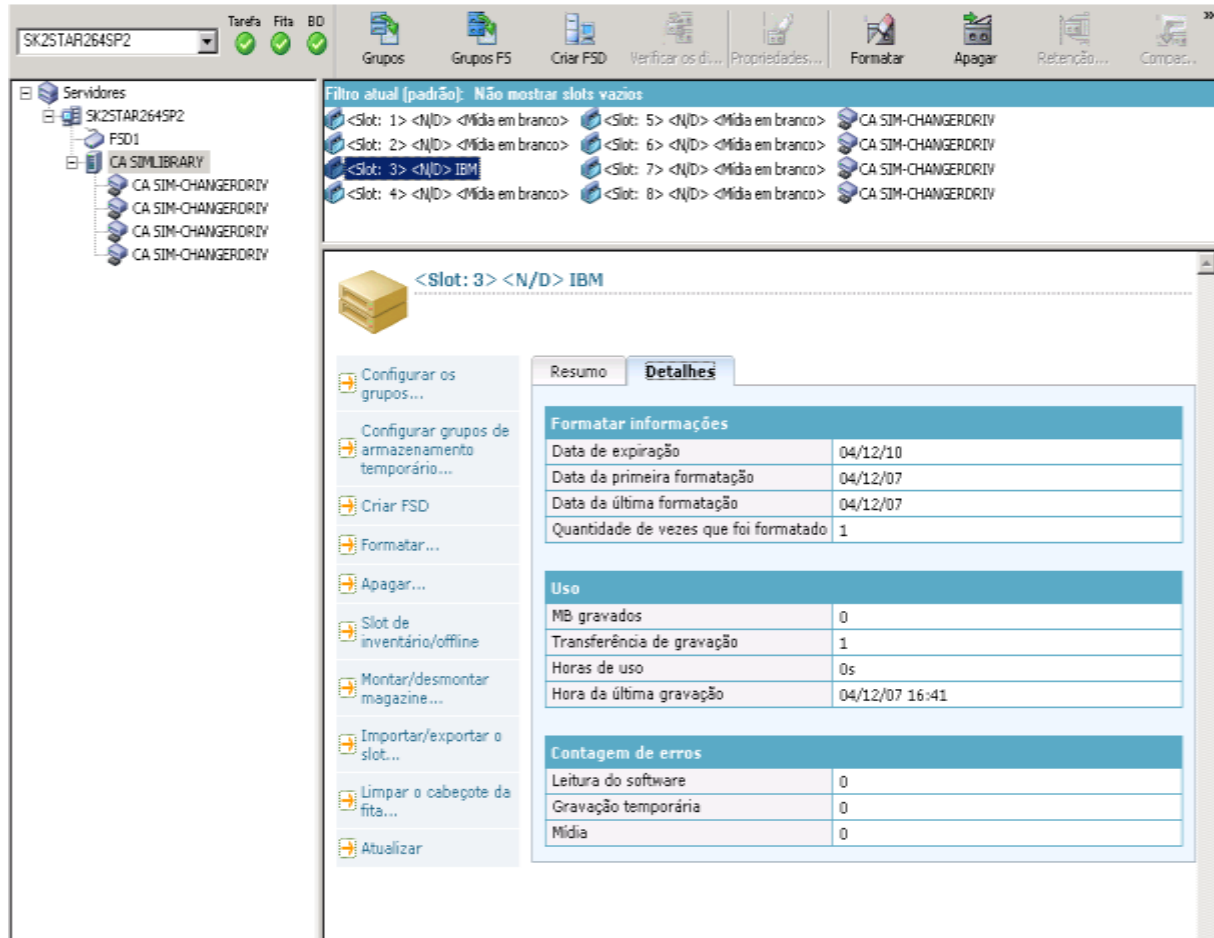 Tarefa Fita BD
SK2STAR264SP2
Grupos
Grupos F5
Criar FSD
Verificar os di...
Propriedades...
Formatar
Apagar
Retenção...
Compac...
»
Servidores
SK2STAR264SP2
FSD1
CA SIMLIBRARY
CA SIM-CHANGERDRIV
CA SIM-CHANGERDRIV
CA SIM-CHANGERDRIV
CA SIM-CHANGERDRIV
Filtro atual (padrão): Não mostrar slots vazios
<Slot: 1> <N/D> <Mídia em branco> <Slot: 5> <N/D> <Mídia em branco> CA SIM-CHANGERDRIV
<Slot: 2> <N/D> <Mídia em branco> <Slot: 6> <N/D> <Mídia em branco> CA SIM-CHANGERDRIV
<Slot: 3> <N/D> IBM <Slot: 7> <N/D> <Mídia em branco> CA SIM-CHANGERDRIV
<Slot: 4> <N/D> <Mídia em branco> <Slot: 8> <N/D> <Mídia em branco> CA SIM-CHANGERDRIV
<Slot: 3> <N/D> IBM
Configurar os
grupos...
Configurar grupos de
armazenamento
temporário...
Criar FSD
Formatar...
Apagar...
Slot de
inventário/offline
Montar/desmontar
magazine...
Importar/exportar o
slot...
Limpar o cabeçote da
fita...
Atualizar
Resumo Detalhes
Formatar informações
Data de expiração 04/12/10
Data da primeira formatação 04/12/07
Data da última formatação 04/12/07
Quantidade de vezes que foi formatado 1
Uso
MB gravados 0
Transferência de gravação 1
Horas de uso 0s
Hora da última gravação 04/12/07 16:41
Contagem de erros
Leitura do software 0
Gravação temporária 0
Mídia 0